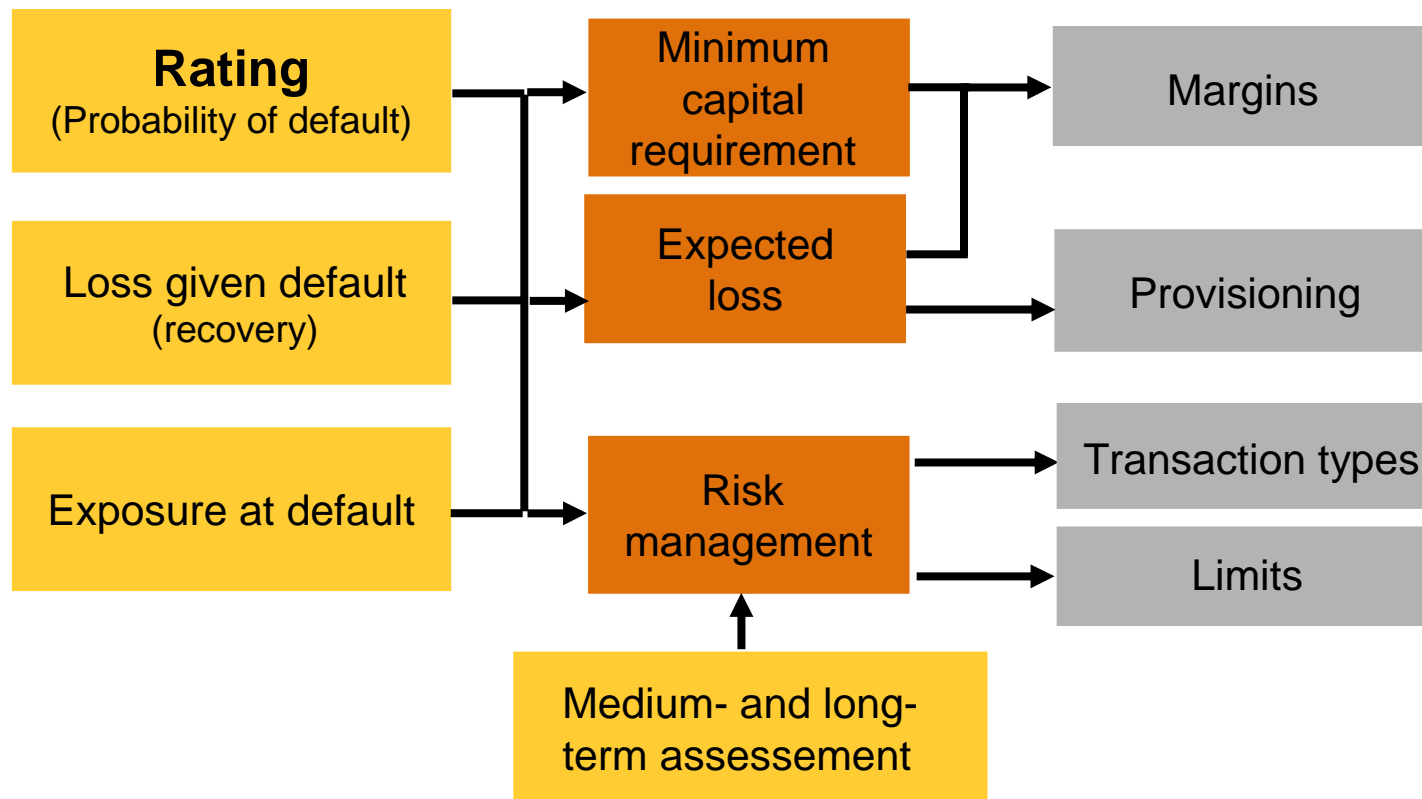 Rating
(Probability of default)
Minimum
capital
requirement
Margins
Loss given default
(recovery)
Expected
loss
Provisioning
Exposure at default
Risk
management
Transaction types
Limits
Medium- and long-
term assessement